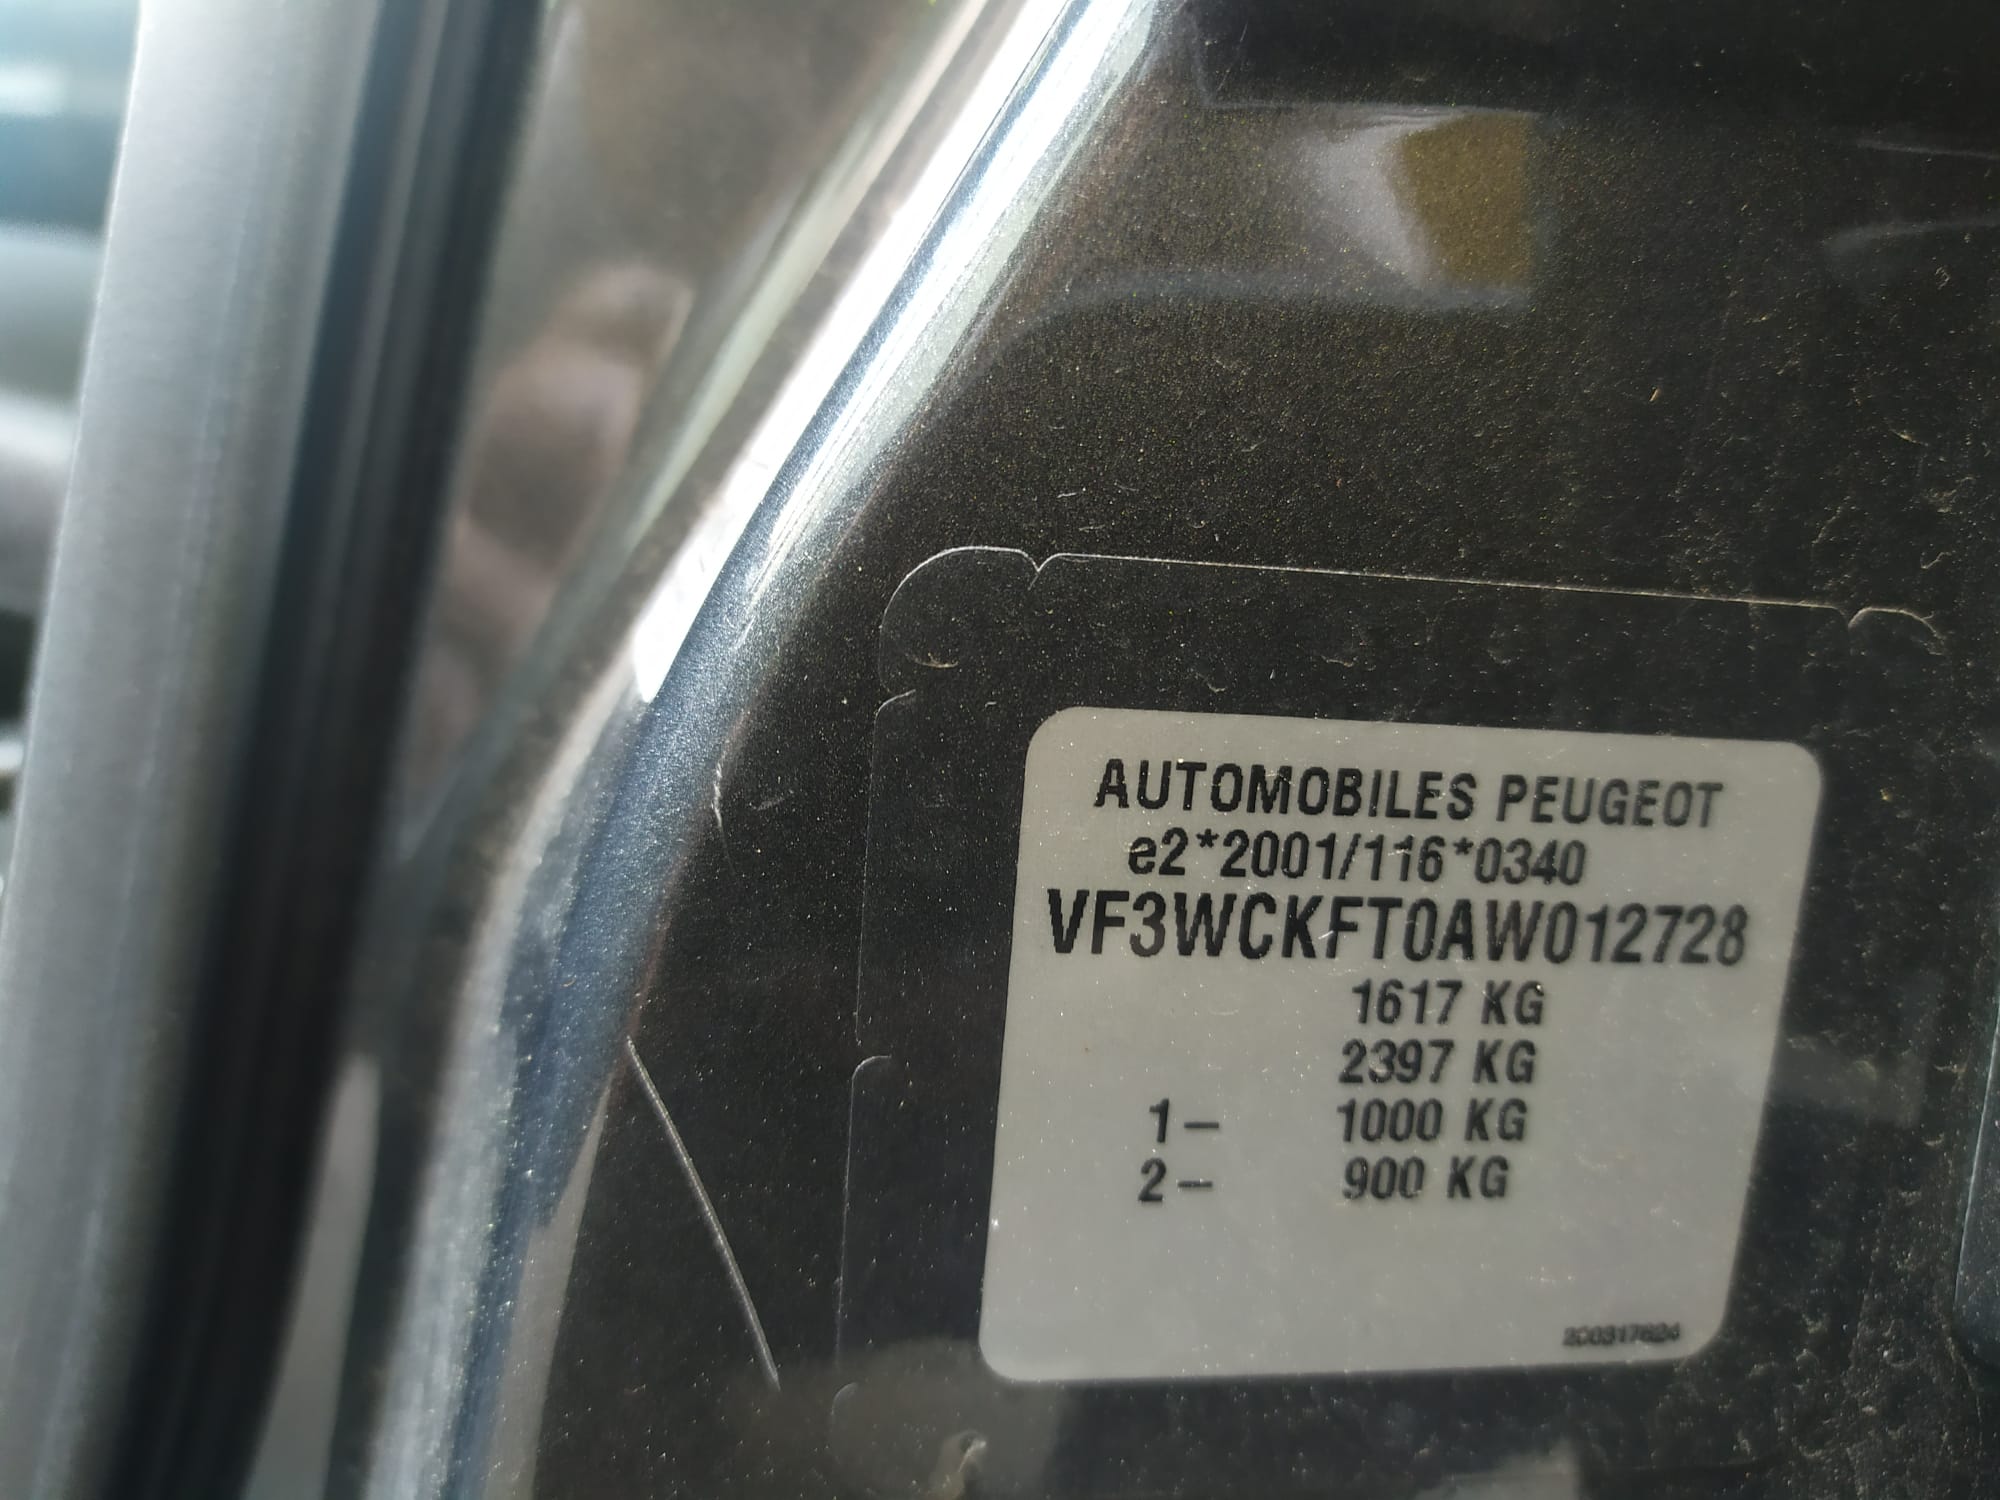 AUTOMOBILES PEUGEOT
e2*2001/116*0340
VF3WCKFT0AW012728
1617 KG
2397 KG
1– 1000 KG
2– 900 KG